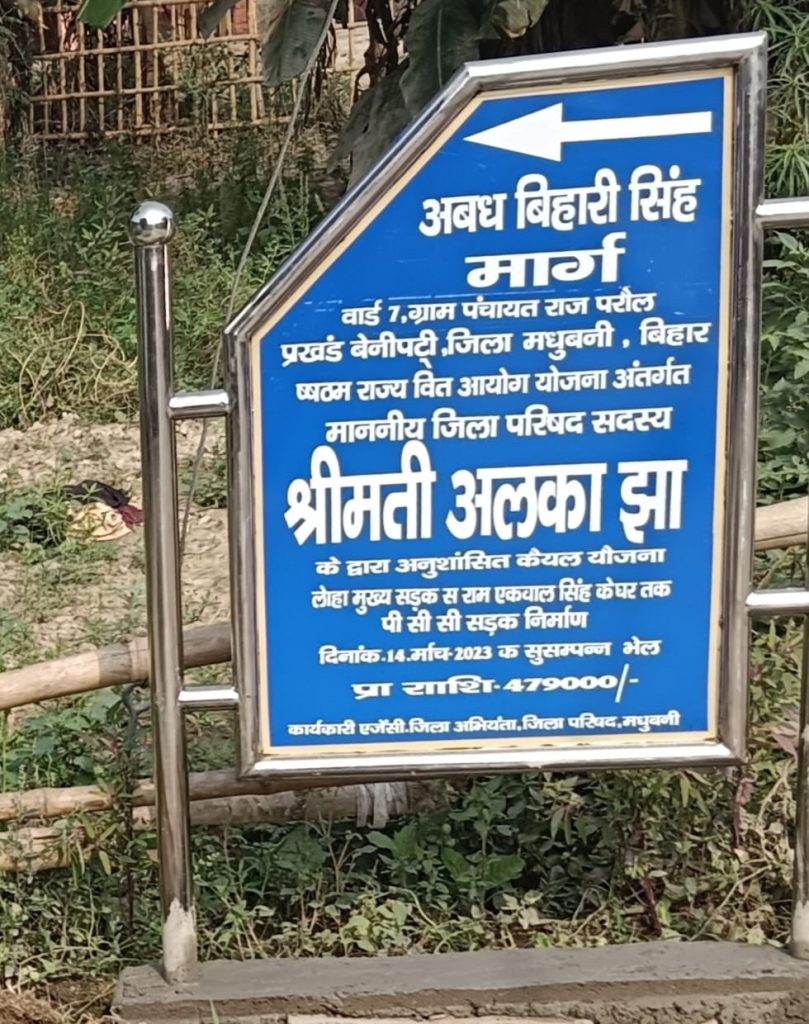 अबध बिहारी सिंह
मार्ग
वार्ड 7,ग्राम पंचायत राज परौल
प्रखंड बेनीपट्टी,जिला मधुबनी , बिहार
ष्षठम राज्य वित आयोग योजना अंतर्गत
माननीय जिला परिषद सदस्य
श्रीमती अलका झा
के द्वारा अनुशांसित कैयल यौजना
लेाहा मुख्य सड़क स राम एकवाल सिंह केघर तक
पी सी सी सड़क निर्माण
दिनांक.14.र्माच-2023 क सुसम्पन्न भेल
प्रा राशि-479000/-
कार्यकारी एजेंसी.जिला अभियंता,जिला परिषद,मधुबनी